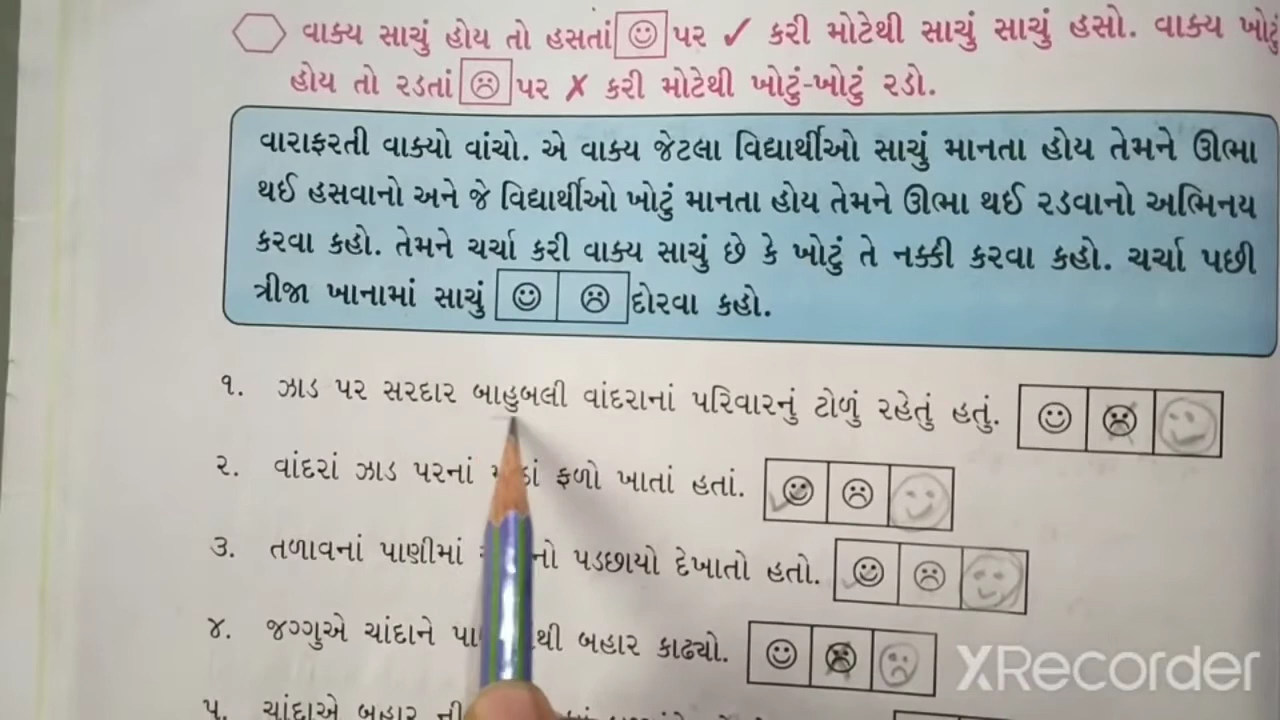 વાક્ય સાચું હોય તો હસતાં પર ✓ કરી મોટેથી સાચું સાચું હસો. વાક્ય ખોટું
હોય તો રડતાં પર ✗ કરી મોટેથી ખોટું-ખોટું રડો.
વારાફરતી વાક્યો વાંચો. એ વાક્ય જેટલા વિદ્યાર્થીઓ સાચું માનતા હોય તેમને ઊભા
થઈ હસવાનો અને જે વિદ્યાર્થીઓ ખોટું માનતા હોય તેમને ઊભા થઈ રડવાનો અભિનય
કરવા કહો. તેમને ચર્ચા કરી વાક્ય સાચું છે કે ખોટું તે નક્કી કરવા કહો. ચર્ચા પછી
ત્રીજા ખાનામાં સાચું દોરવા કહો.
૧. ઝાડ પર સરદાર બાહુબલી વાંદરાનાં પરિવારનું ટોળું રહેતું હતું.
૨. વાંદરાં ઝાડ પરનાં ફળો ખાતાં હતાં.
૩. તળાવનાં પાણીમાં પડછાયો દેખાતો હતો.
૪. જગ્ગુએ ચાંદાને બહાર કાઢ્યો.
૫. ચાંદાએ બહાર
XRecorder